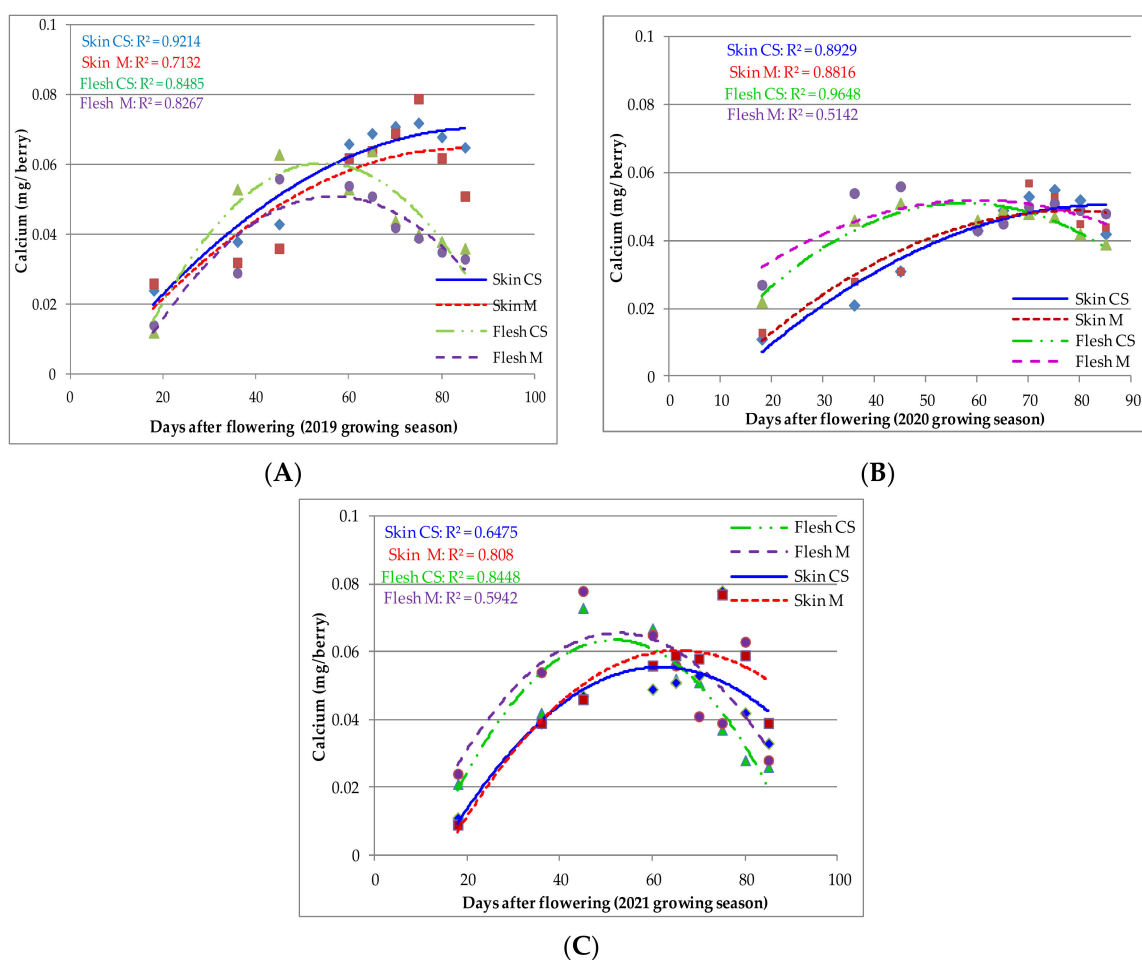 0.1
0.08
0.06
0.04
0.02
0
Calcium (mg/ berry)
Skin CS: R² = 0.9214
Skin M: R² = 0.7132
Flesh CS: R² = 0.8485
Flesh M: R² = 0.8267
Skin CS
Skin M
Flesh CS
Flesh M
0 20 40 60 80 100
Days after flowering (2019 growing season)
(A)
0.1
0.08
0.06
0.04
0.02
0
Calcium (mg/ berry)
Skin CS: R² = 0.8929
Skin M: R² = 0.8816
Flesh CS: R² = 0.9648
Flesh M: R² = 0.5142
Skin CS
Skin M
Flesh CS
Flesh M
0 10 20 30 40 50 60 70 80 90
Days after flowering (2020 growing season)
(B)
0.1
0.08
0.06
0.04
0.02
0
Calcium (mg/berry)
Skin CS: R² = 0.6475
Skin M: R² = 0.808
Flesh CS: R² = 0.8448
Flesh M: R² = 0.5942
Flesh CS
Flesh M
Skin CS
Skin M
0 20 40 60 80 100
Days after flowering (2021 growing season)
(C)